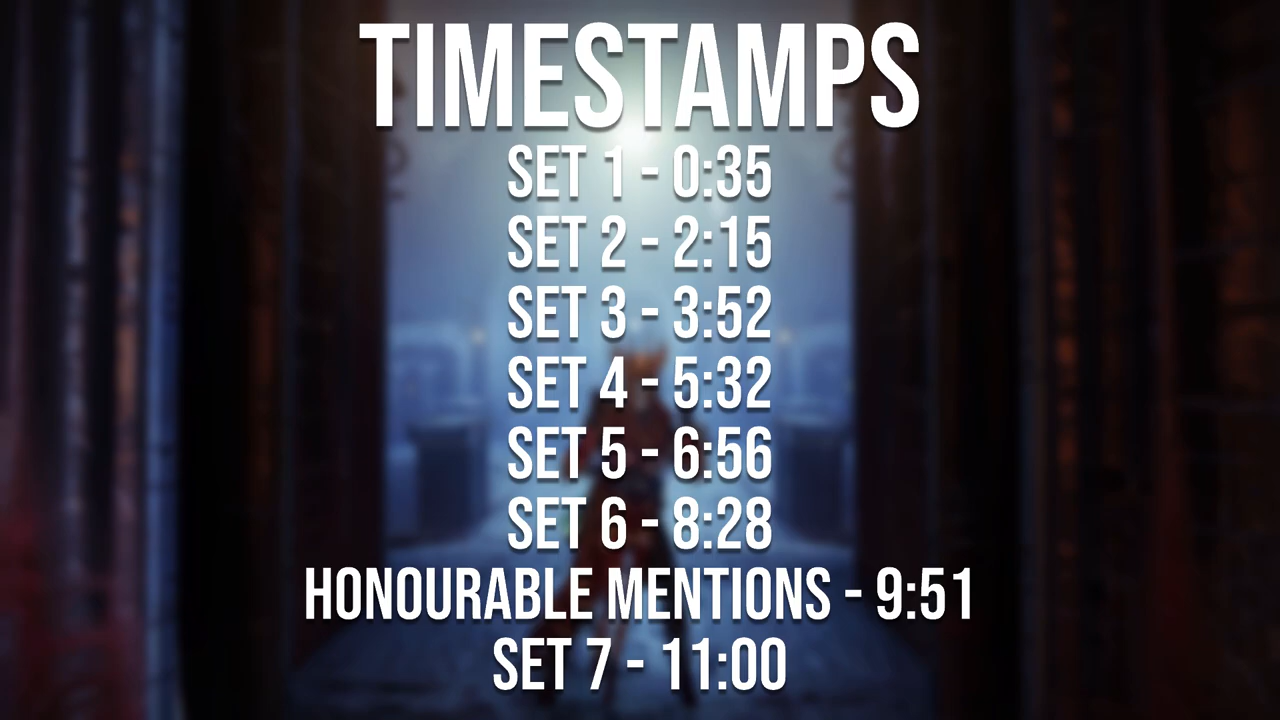 TIMESTAMPS
SET 1 - 0:35
SET 2 - 2:15
SET 3 - 3:52
SET 4 - 5:32
SET 5 - 6:56
SET 6 - 8:28
HONOURABLE MENTIONS - 9:51
SET 7 - 11:00